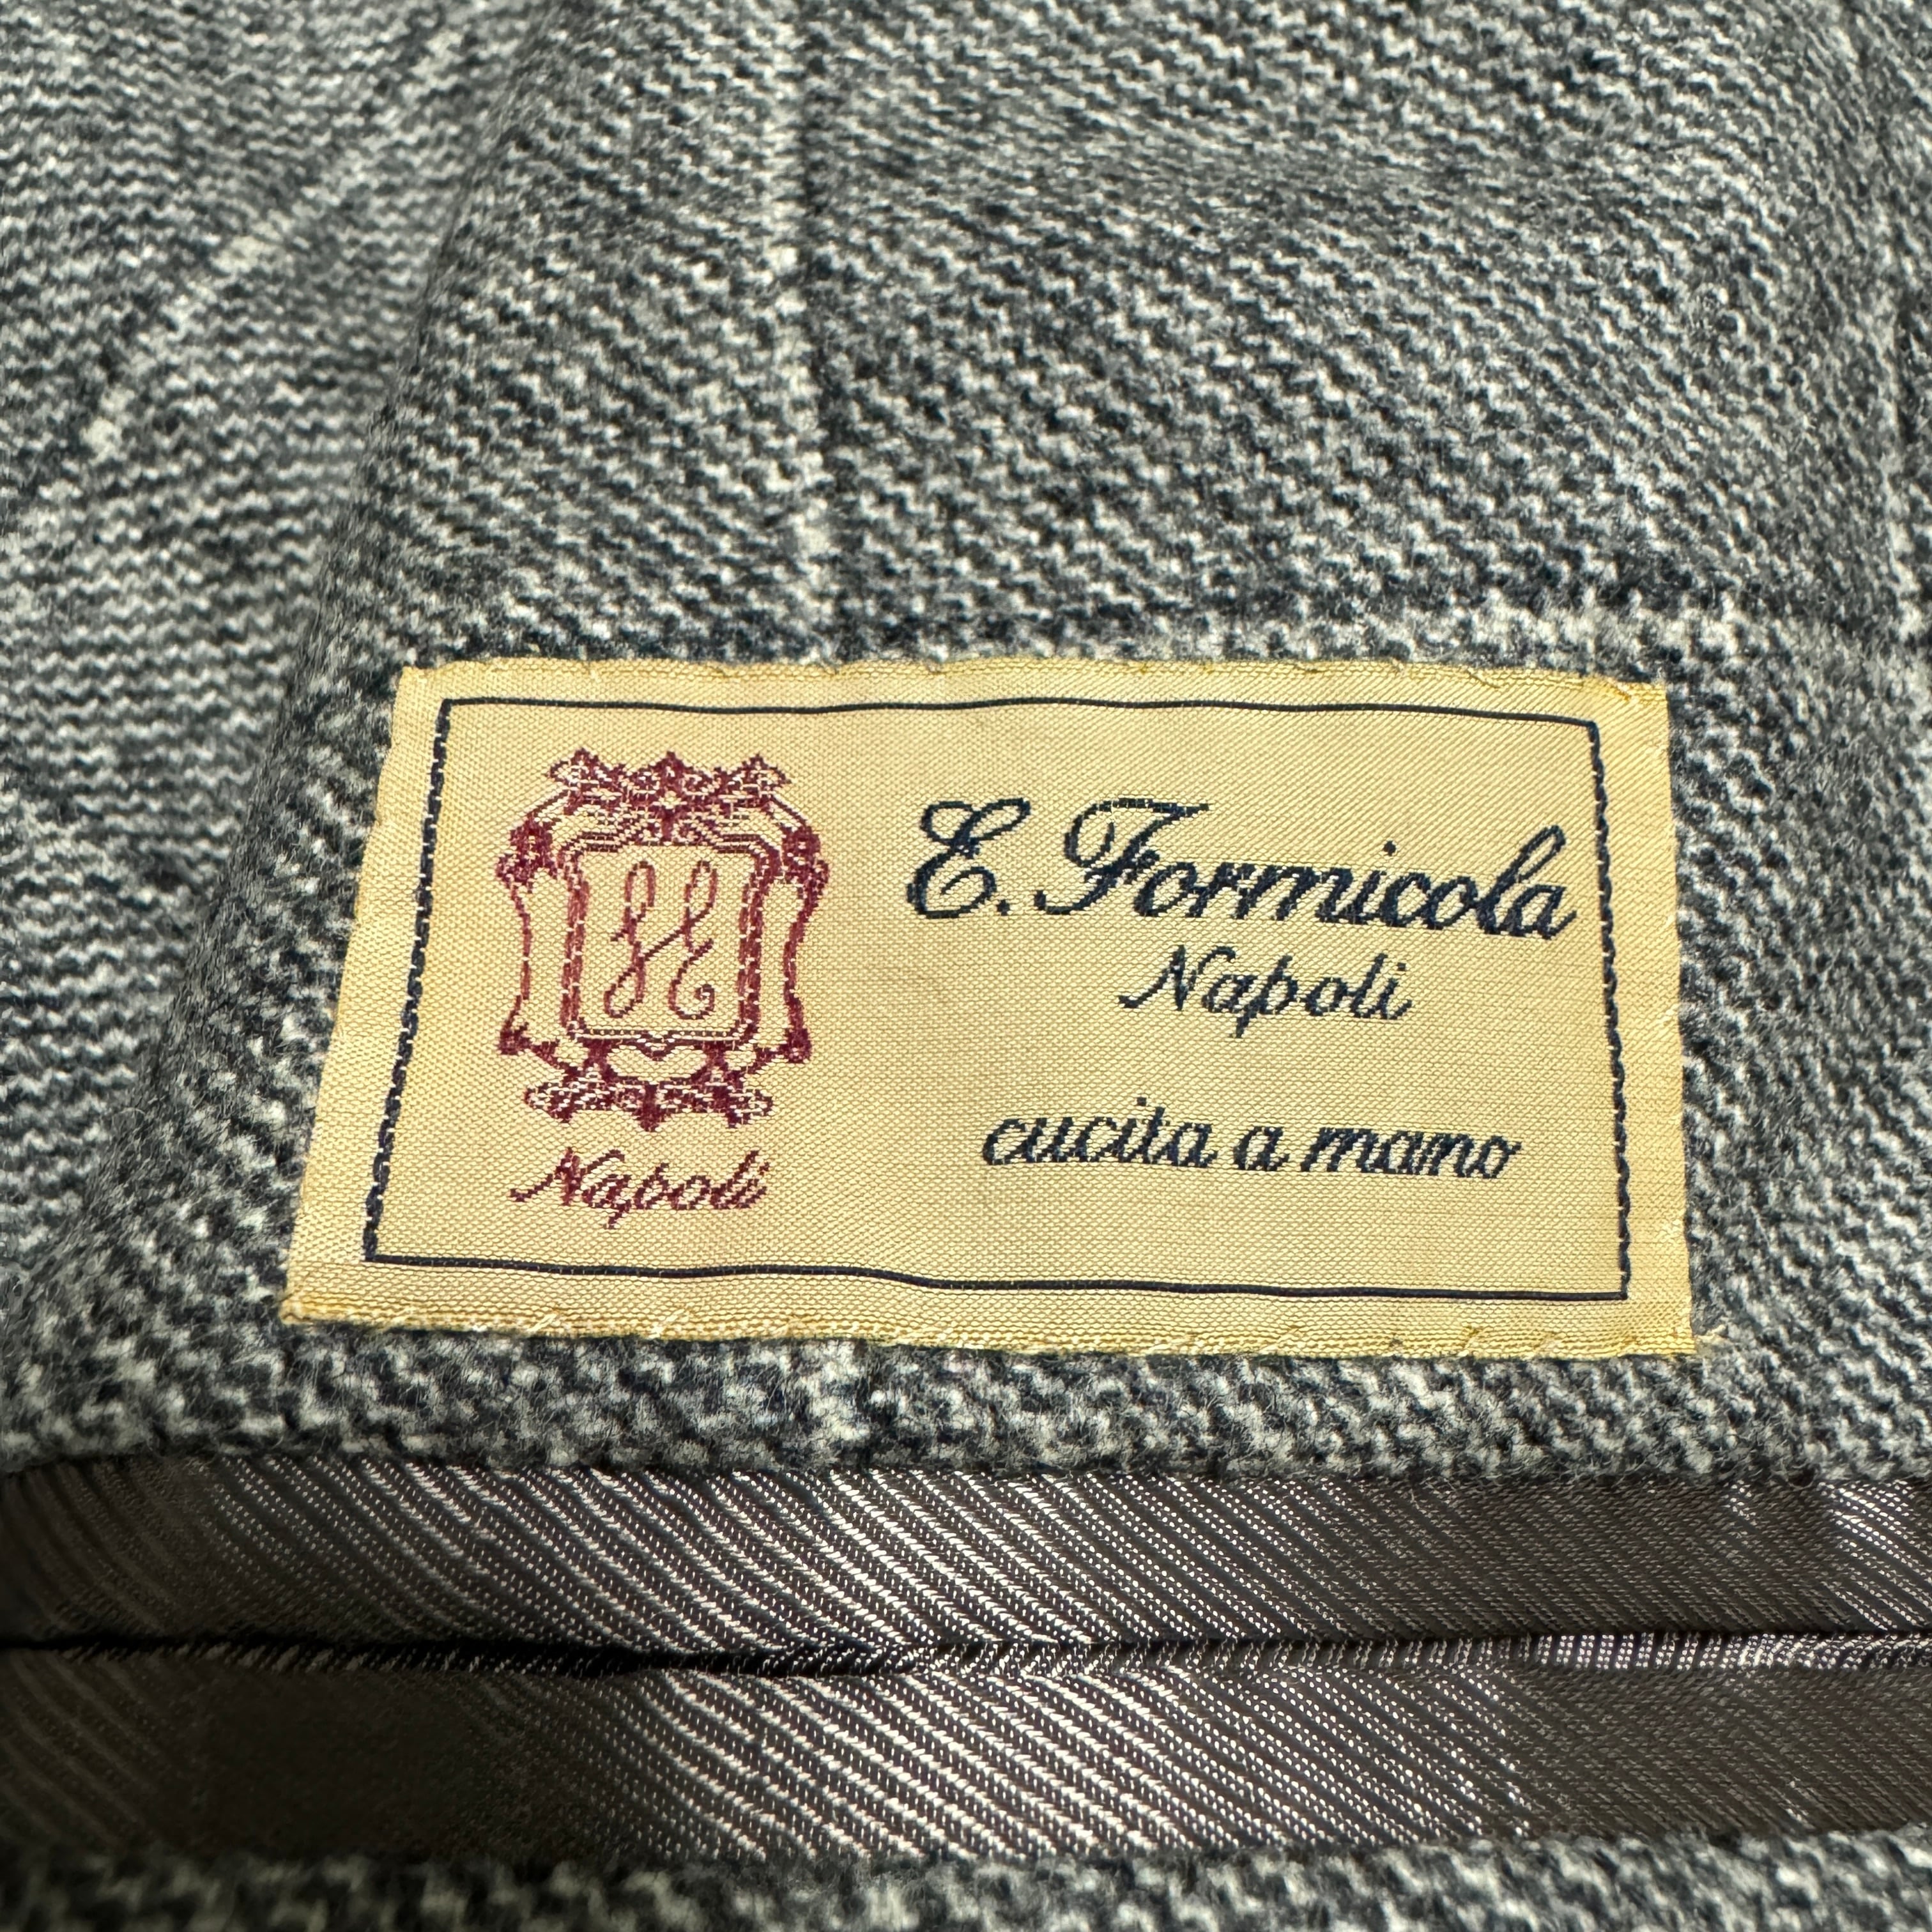 E. Formicola
Napoli
cucita a mano
Napoli